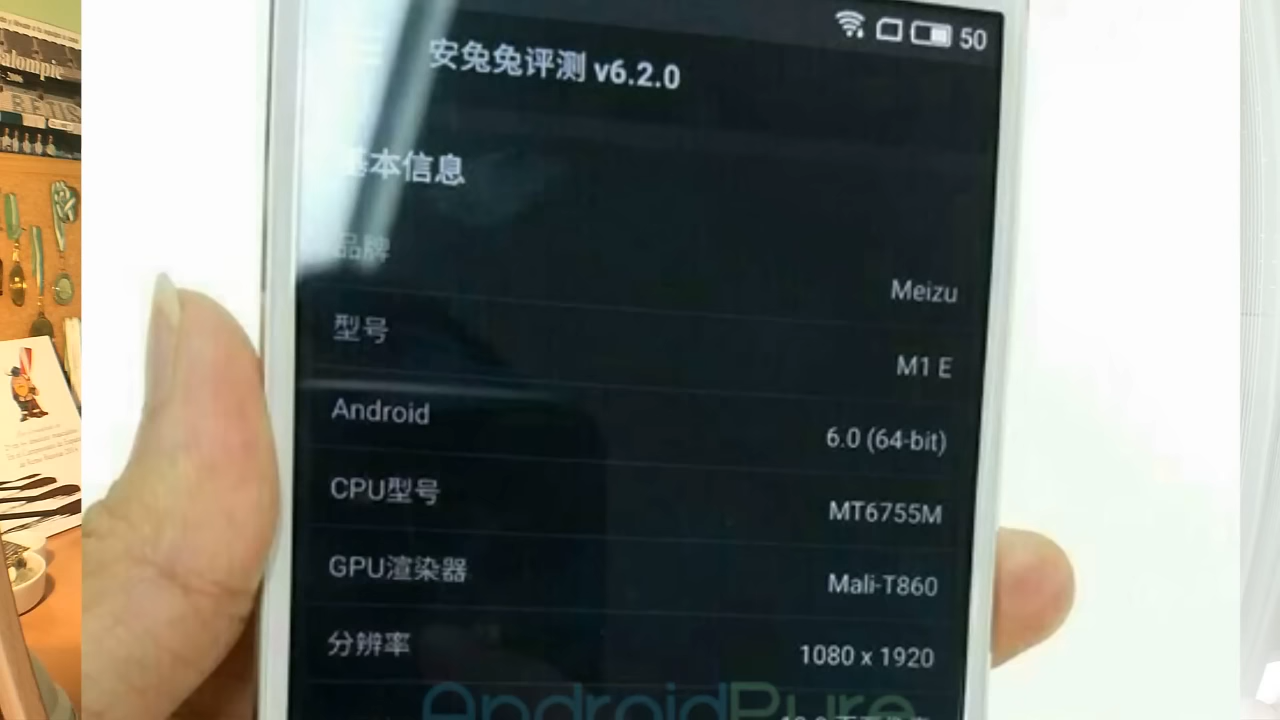 50
安兔兔评测 v6.2.0
基本信息
品牌
Meizu
型号
M1 E
Android
6.0 (64-bit)
CPU型号
MT6755M
GPU渲染器
Mali-T860
分辨率
1080 x 1920
AndroidPure